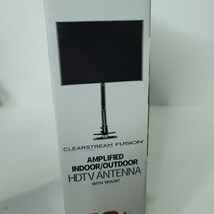 CLEARSTREAM FUSION
AMPLIFIED
INDOOR/OUTDOOR
HDTV ANTENNA
WITH MOUNT